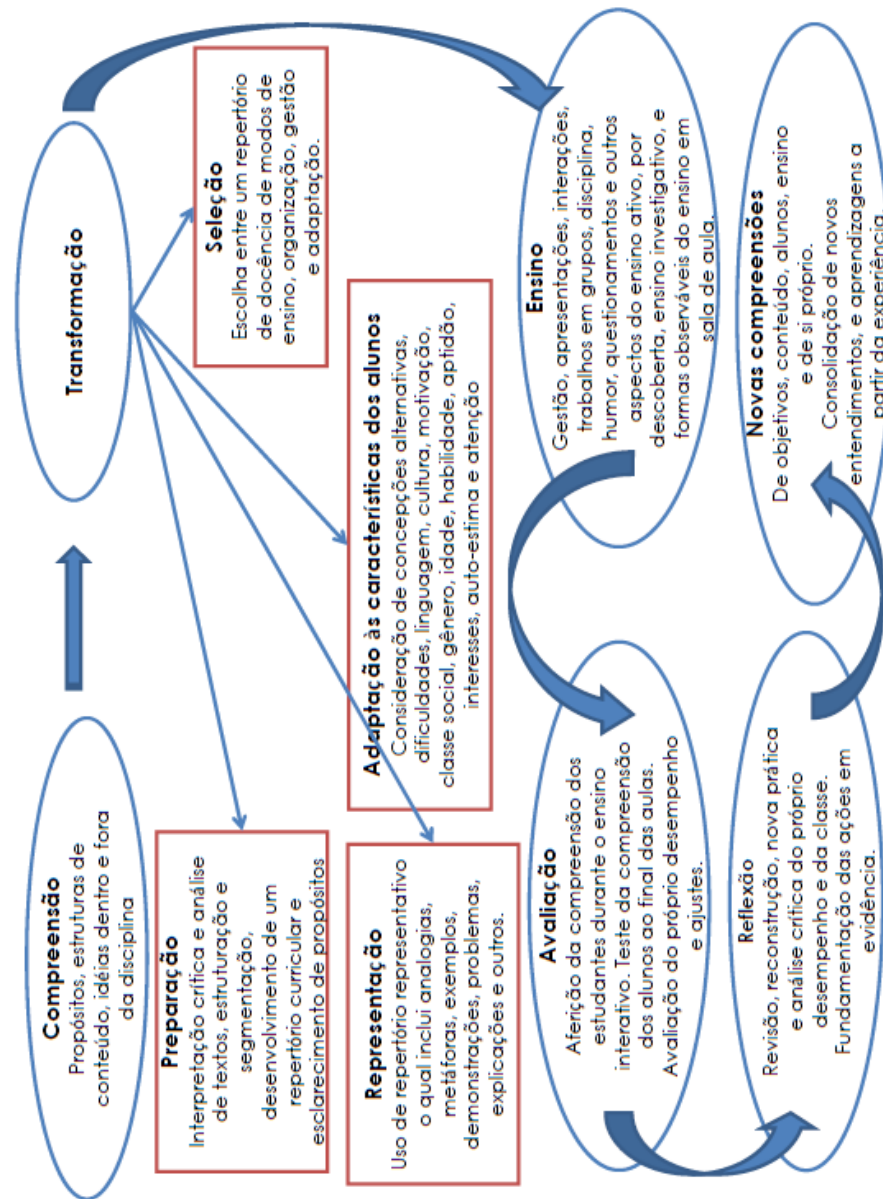 Compreensão
Propósitos, estruturas de
conteúdo, idéias dentro e fora
da disciplina
Transformação
Preparação
Interpretação crítica e análise
de textos, estruturação e
segmentação,
desenvolvimento de um
repertório curricular e
esclarecimento de propósitos
Seleção
Escolha entre um repertório
de docência de modos de
ensino, organização, gestão
e adaptação.
Representação
Uso de repertório representativo
o qual inclui analogias,
metáforas, exemplos,
demonstrações, problemas,
explicações e outros.
Adaptação às características dos alunos
Consideração de concepções alternativas,
dificuldades, linguagem, cultura, motivação,
classe social, gênero, idade, habilidade, aptidão,
interesses, auto-estima e atenção
Ensino
Gestão, apresentações, interações,
trabalhos em grupos, disciplina,
humor, questionamentos e outros
aspectos do ensino ativo, por
descoberta, ensino investigativo, e
formas observáveis do ensino em
sala de aula.
Avaliação
Aferição da compreensão dos
estudantes durante o ensino
interativo. Teste da compreensão
dos alunos ao final das aulas.
Avaliação do próprio desempenho
e ajustes.
Reflexão
Revisão, reconstrução, nova prática
e análise crítica do próprio
desempenho e da classe.
Fundamentação das ações em
evidência.
Novas compreensões
De objetivos, conteúdo, alunos, ensino
e de si próprio.
Consolidação de novos
entendimentos, e aprendizagens a
partir da experiência.